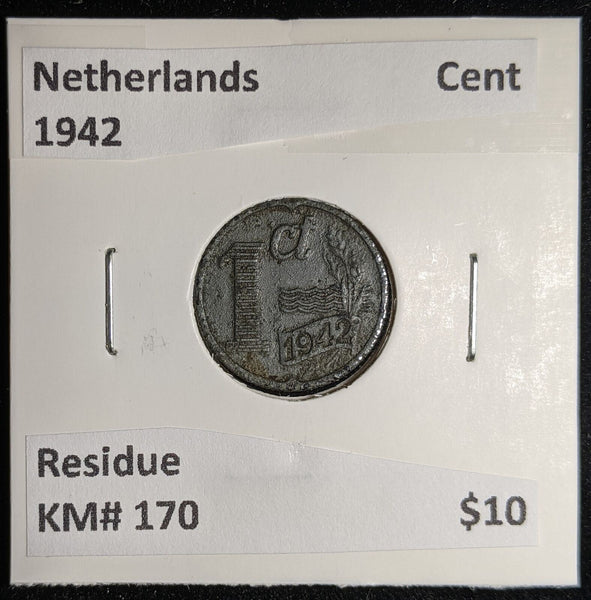 Netherlands Cent
1942
1 ct
1942
Residue
KM# 170 $10